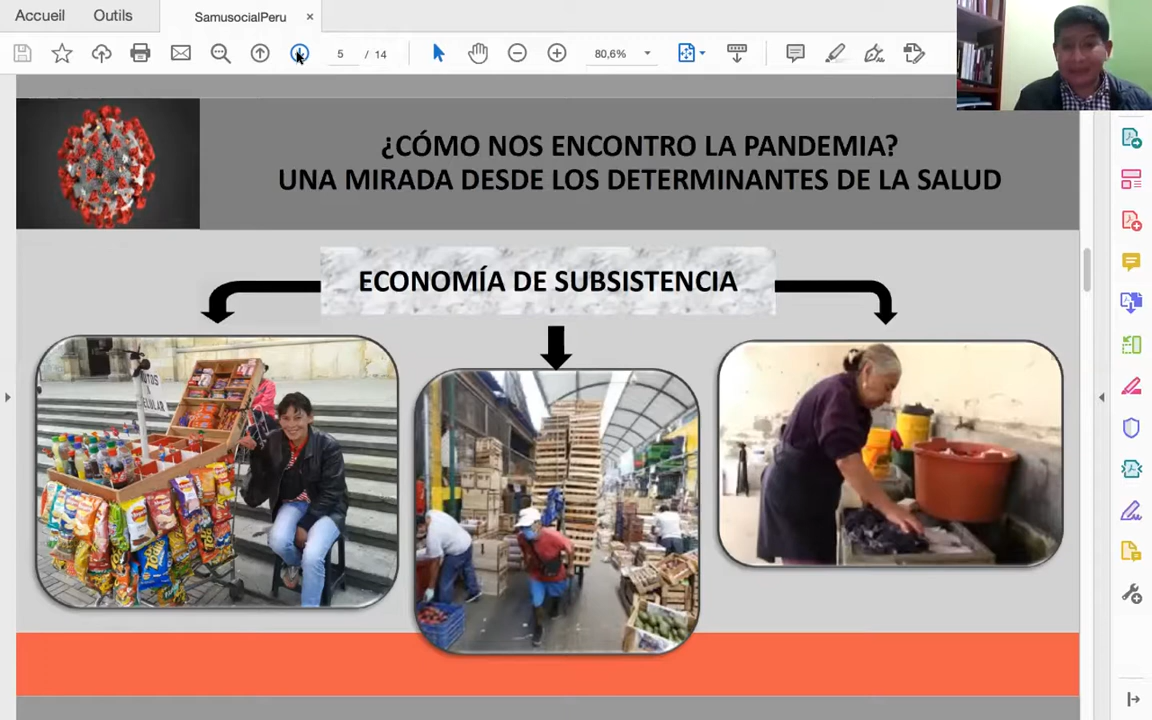 Accueil
Outils
SamusocialPeru
5
/ 14
80,6%
¿CÓMO NOS ENCONTRO LA PANDEMIA?
UNA MIRADA DESDE LOS DETERMINANTES DE LA SALUD
ECONOMÍA DE SUBSISTENCIA
CELULAR